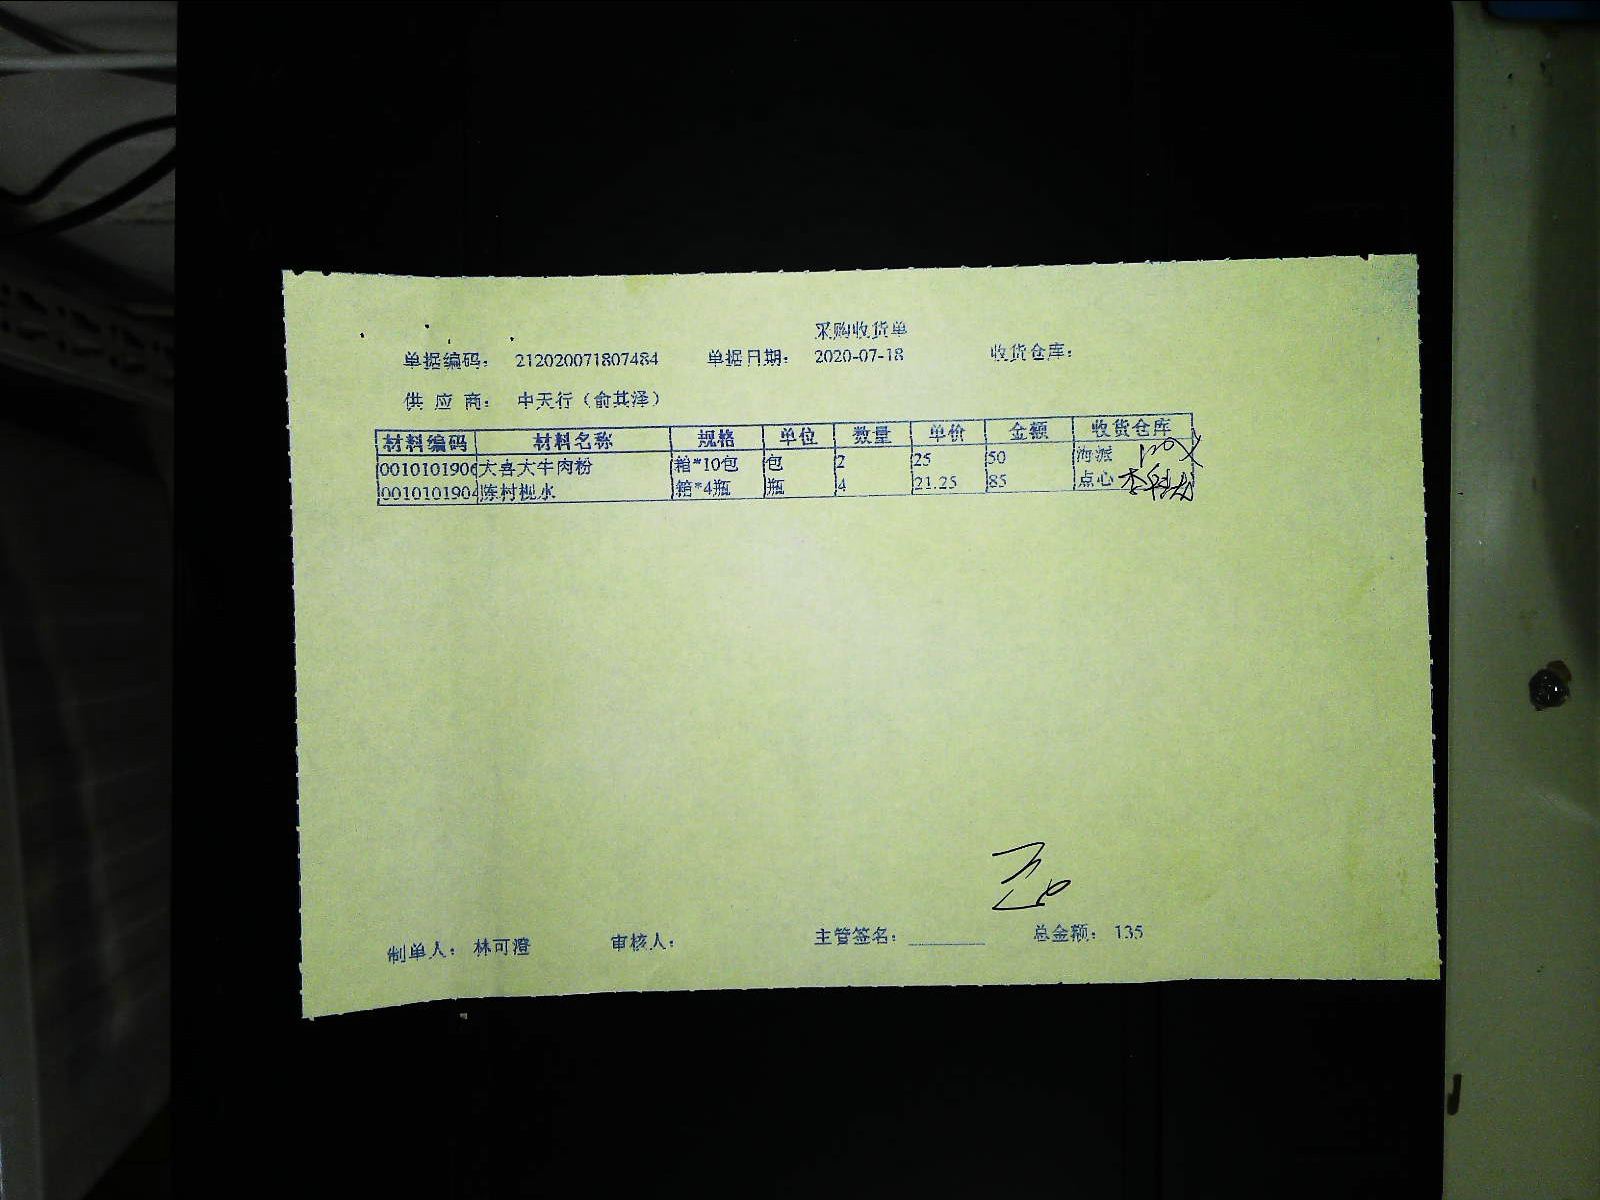 采购收货单
单据编码： 212020071807484 单据日期： 2020-07-18 收货仓库：
供 应 商： 中天行（俞其泽）
材料编码 材料名称 规格 单位 数量 单价 金额 收货仓库
0010101906 大喜大牛肉粉 箱*10包 包 2 25 50 海派
0010101904 陈村枧水 箱*4瓶 瓶 4 21.25 85 点心
制单人： 林可澄 审核人： 主管签名： 总金额： 135